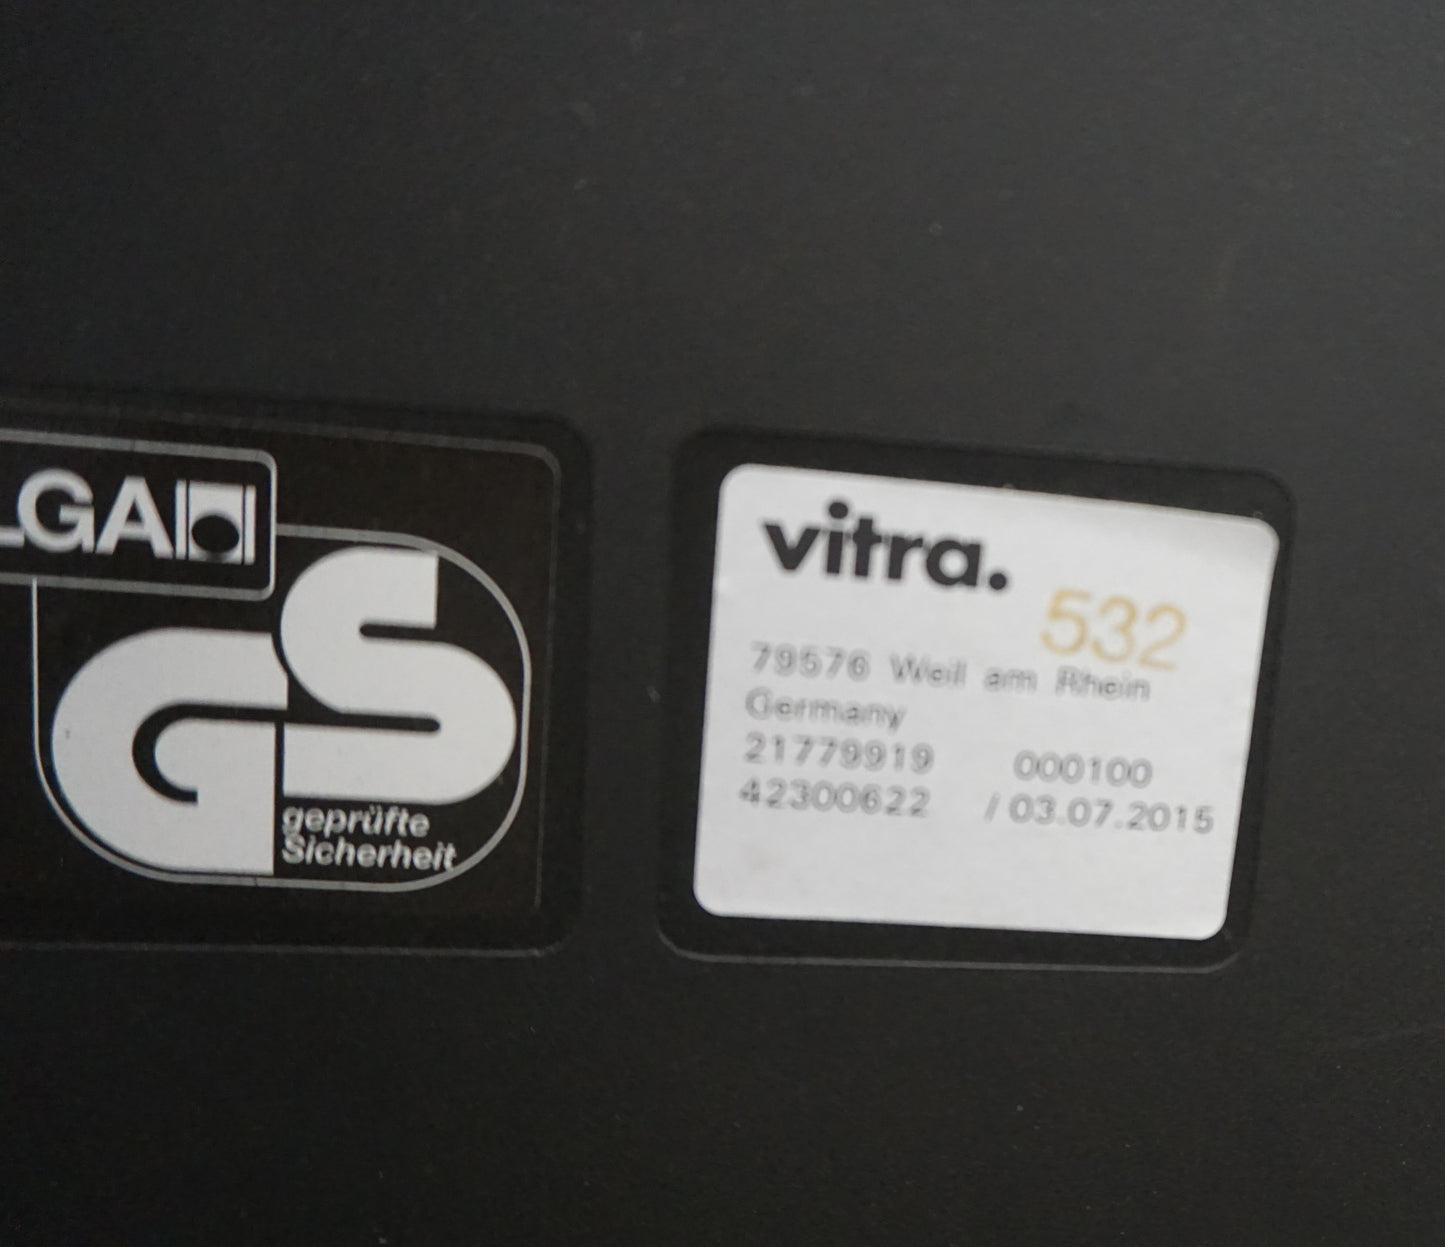 LGA
GS
geprüfte
Sicherheit
vitra.
532
79576 Weil am Rhein
Germany
21779919 000100
42300622 / 03.07.2015